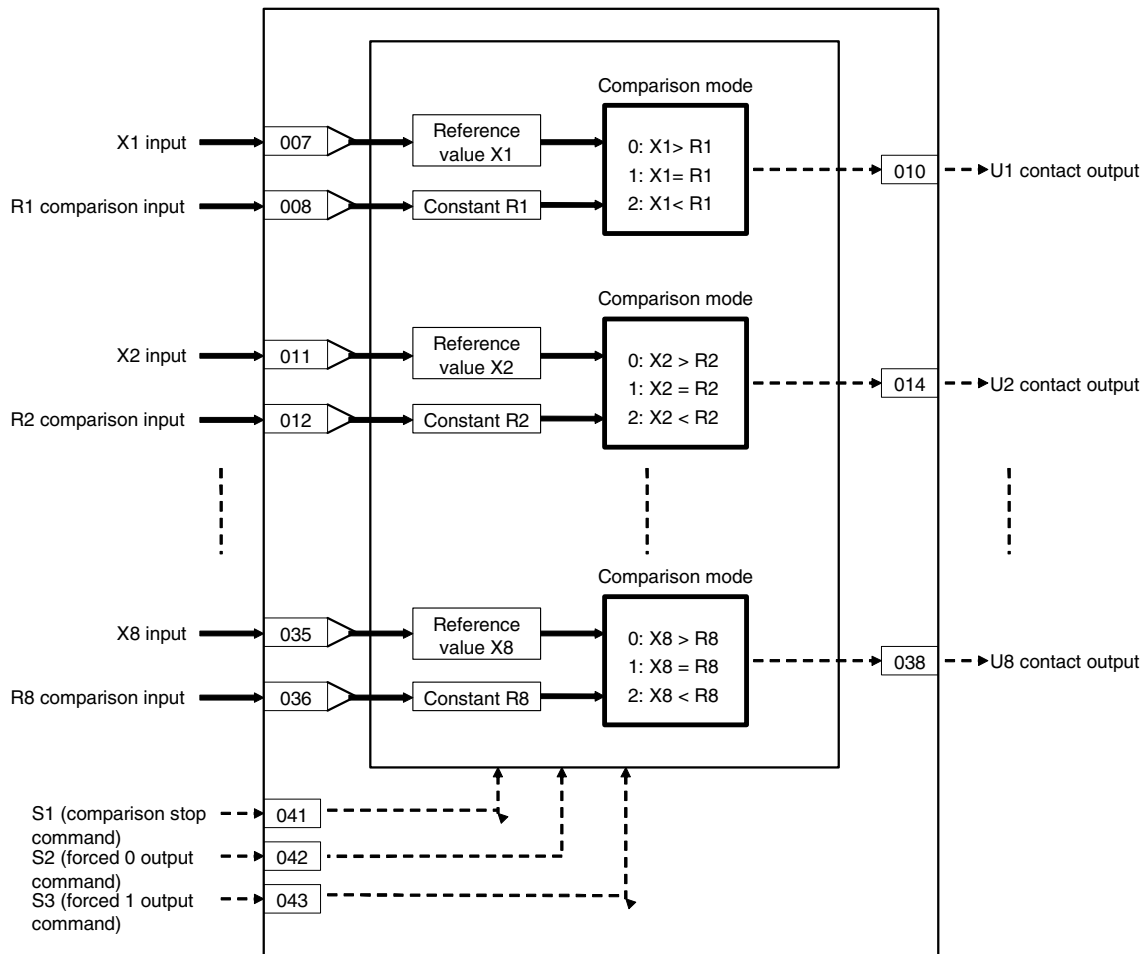 Comparison mode
X1 input
007
Reference
value X1
0: X1> R1
1: X1= R1
2: X1< R1
010
U1 contact output
R1 comparison input
008
Constant R1
Comparison mode
X2 input
011
Reference
value X2
0: X2 > R2
1: X2 = R2
2: X2 < R2
014
U2 contact output
R2 comparison input
012
Constant R2
Comparison mode
X8 input
035
Reference
value X8
0: X8 > R8
1: X8 = R8
2: X8 < R8
038
U8 contact output
R8 comparison input
036
Constant R8
S1 (comparison stop
command)
041
S2 (forced 0 output
command)
042
S3 (forced 1 output
command)
043